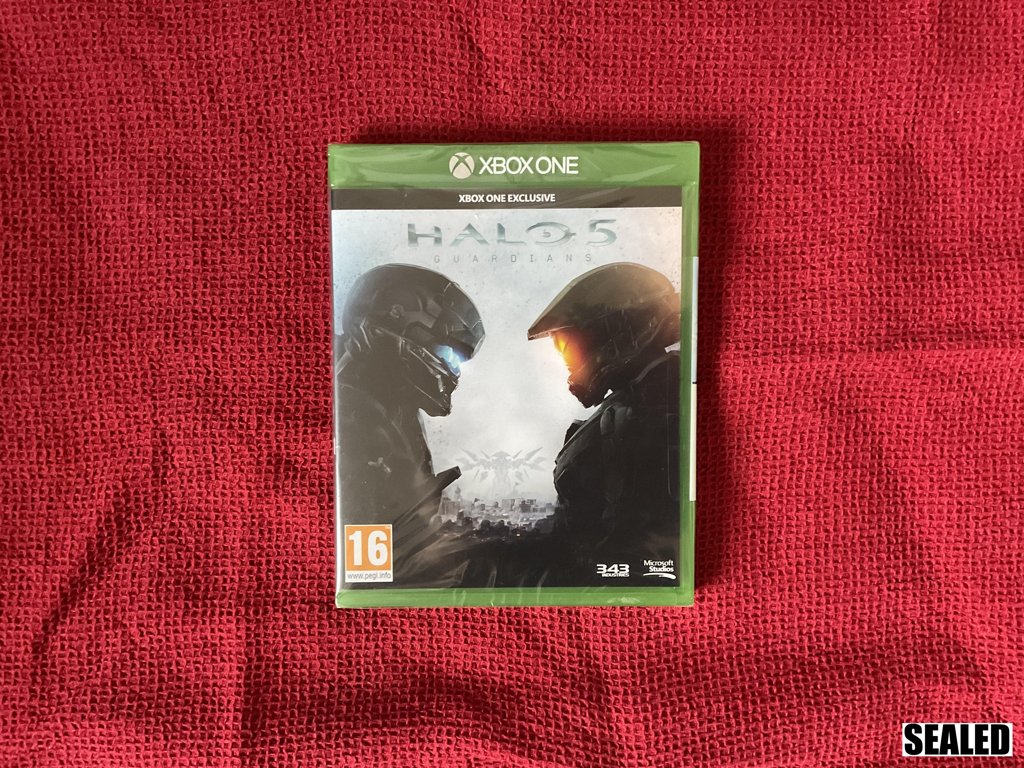 XBOX ONE
XBOX ONE EXCLUSIVE
HALO 5
GUARDIANS
16
www.pegi.info
343
INDUSTRIES
Microsoft
Studios
SEALED